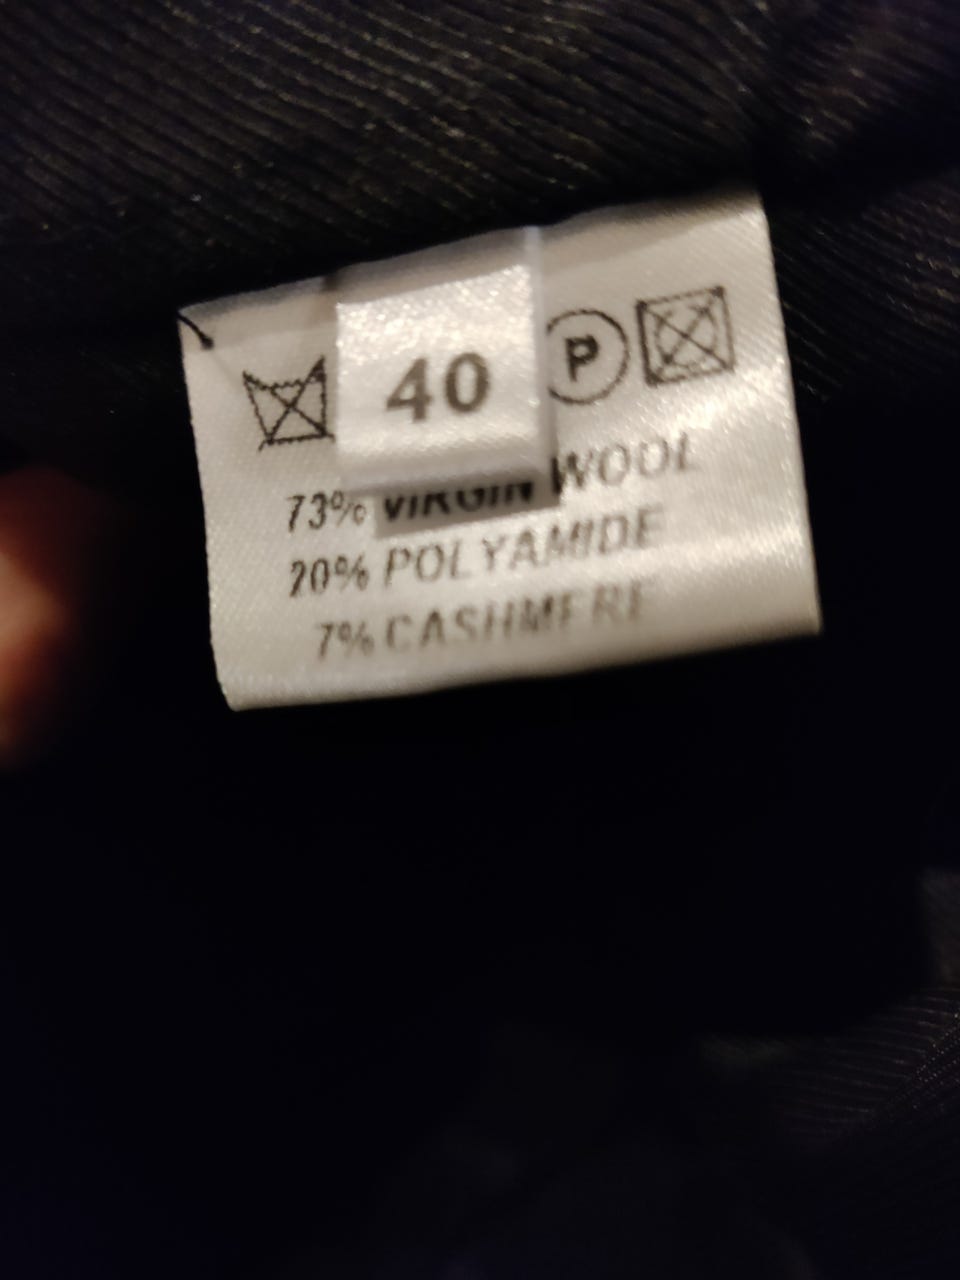 40
P
73% VIRGIN WOOL
20% POLYAMIDE
7% CASHMERE